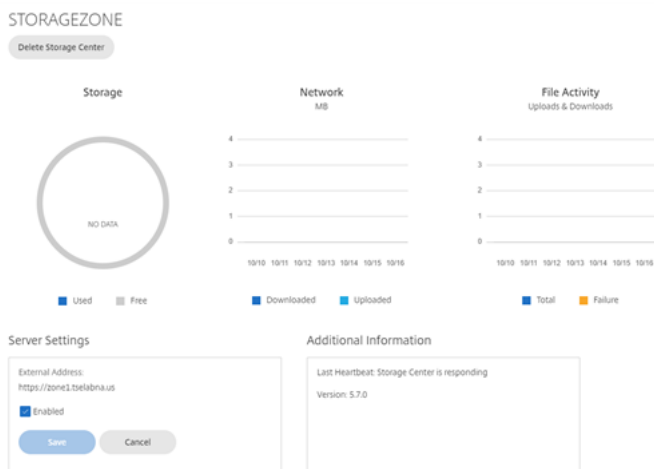 STORAGEZONE
Delete Storage Center
Storage
NO DATA
Used Free
Network
MB
4
3
2
1
0
10/10 10/11 10/12 10/13 10/14 10/15 10/16
Downloaded Uploaded
File Activity
Uploads & Downloads
4
3
2
1
0
10/10 10/11 10/12 10/13 10/14 10/15 10/16
Total Failure
Server Settings
External Address:
https://zone1.tselabna.us
Enabled
Save Cancel
Additional Information
Last Heartbeat: Storage Center is responding
Version: 5.7.0